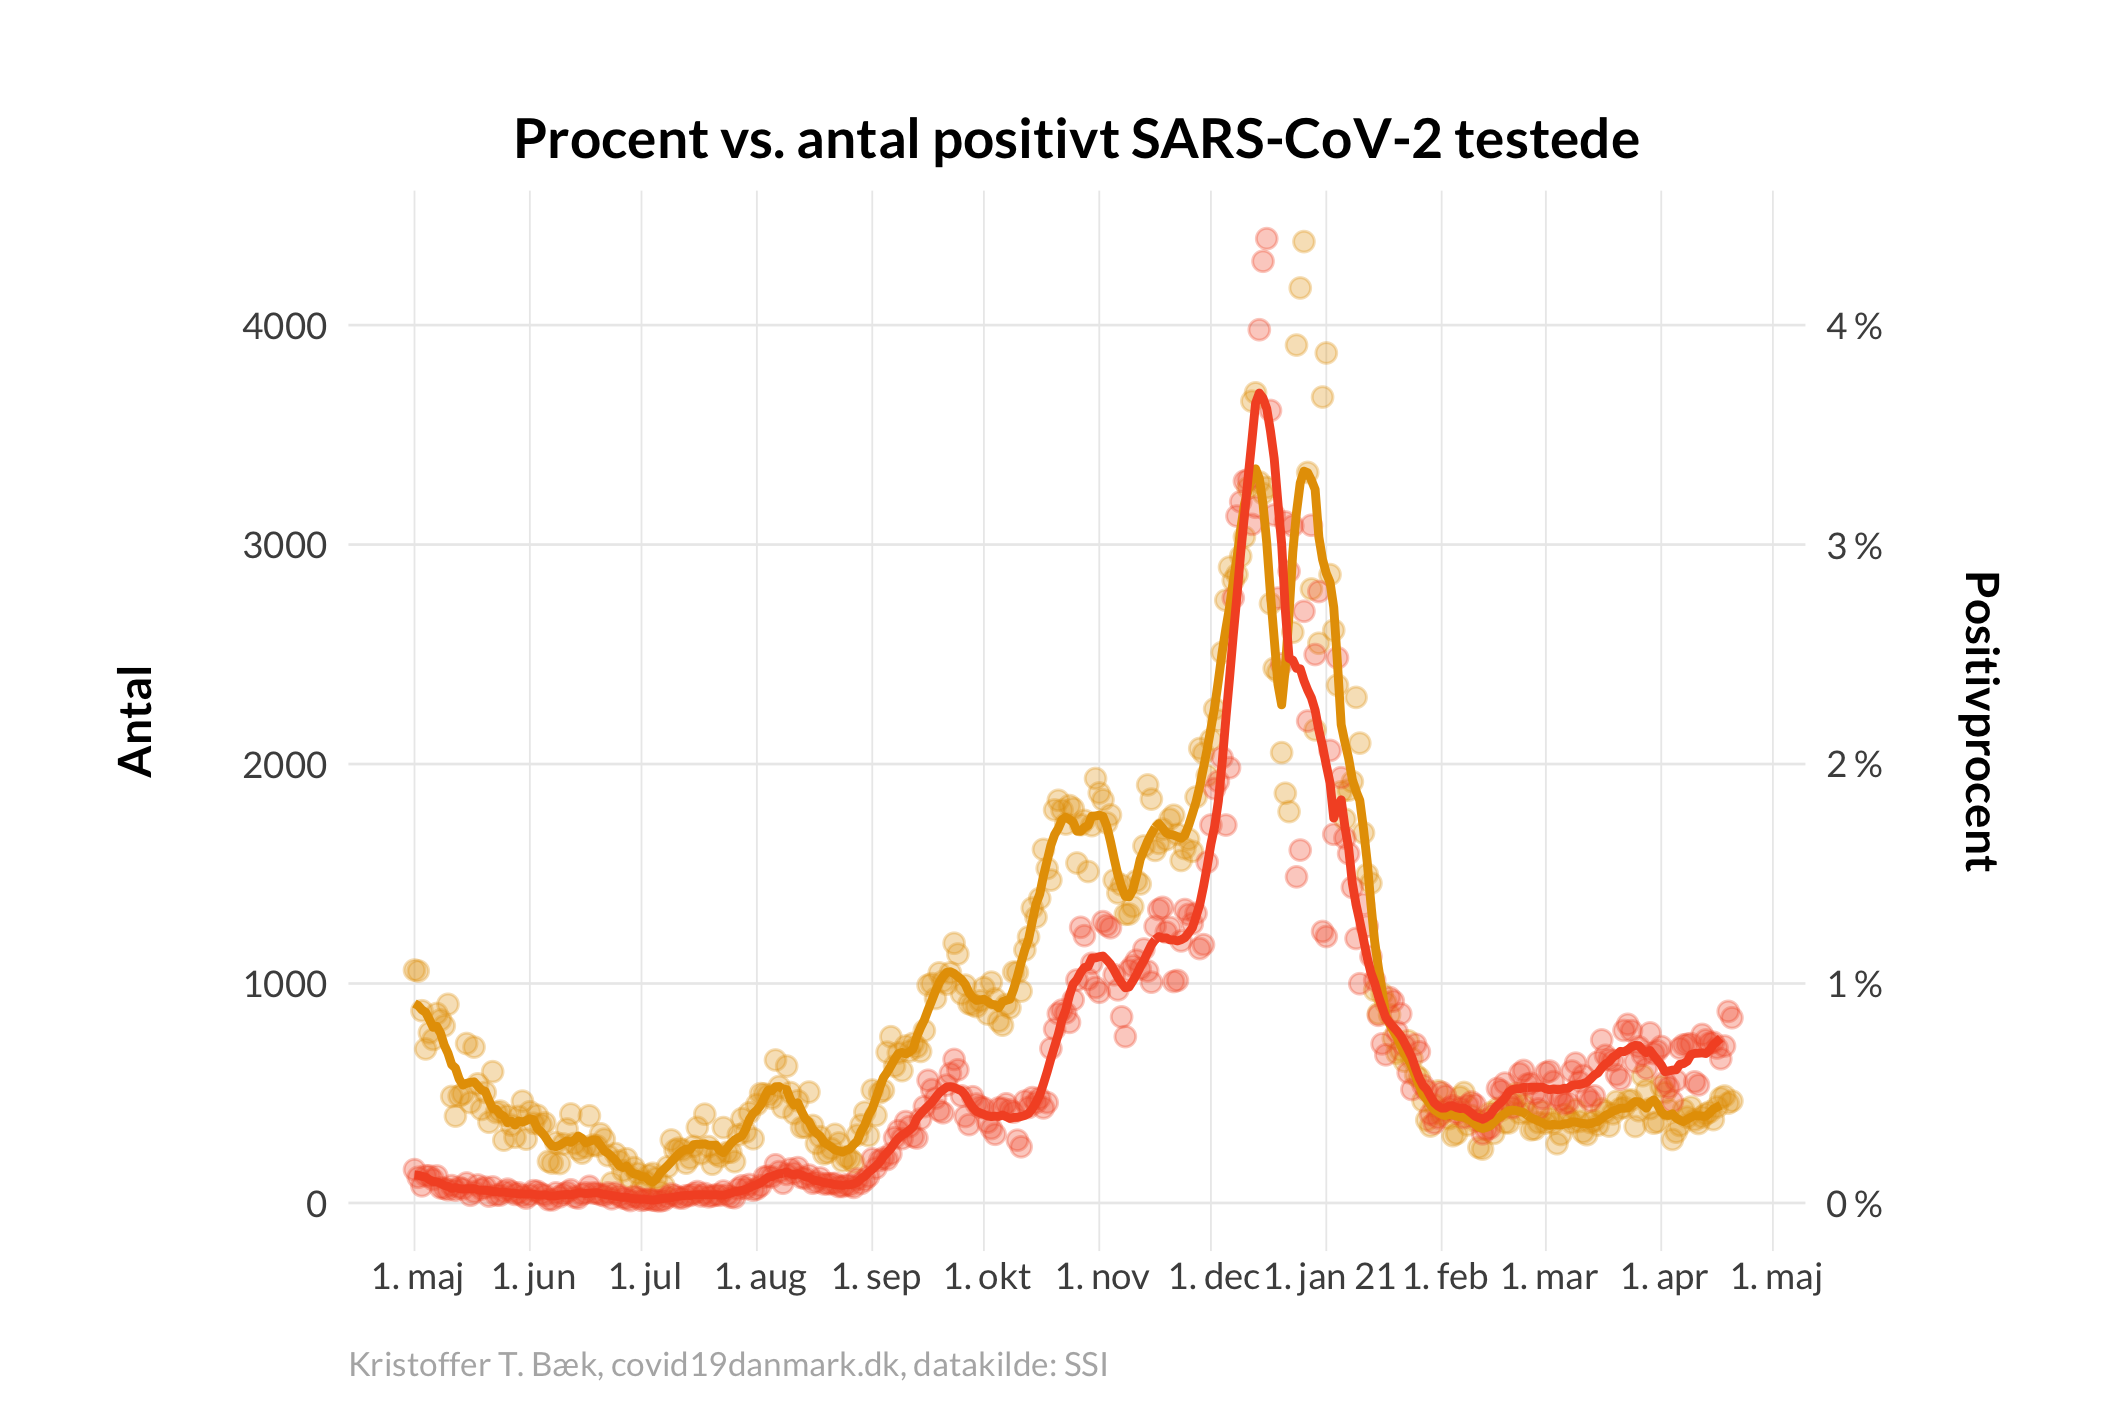 Procent vs. antal positivt SARS-CoV-2 testede
Antal
4000
3000
2000
1000
0
4 %
3 %
2 %
1 %
0 %
Positivprocent
1. maj 1. jun 1. jul 1. aug 1. sep 1. okt 1. nov 1. dec 1. jan 21 1. feb 1. mar 1. apr 1. maj
Kristoffer T. Bæk, covid19danmark.dk, datakilde: SSI